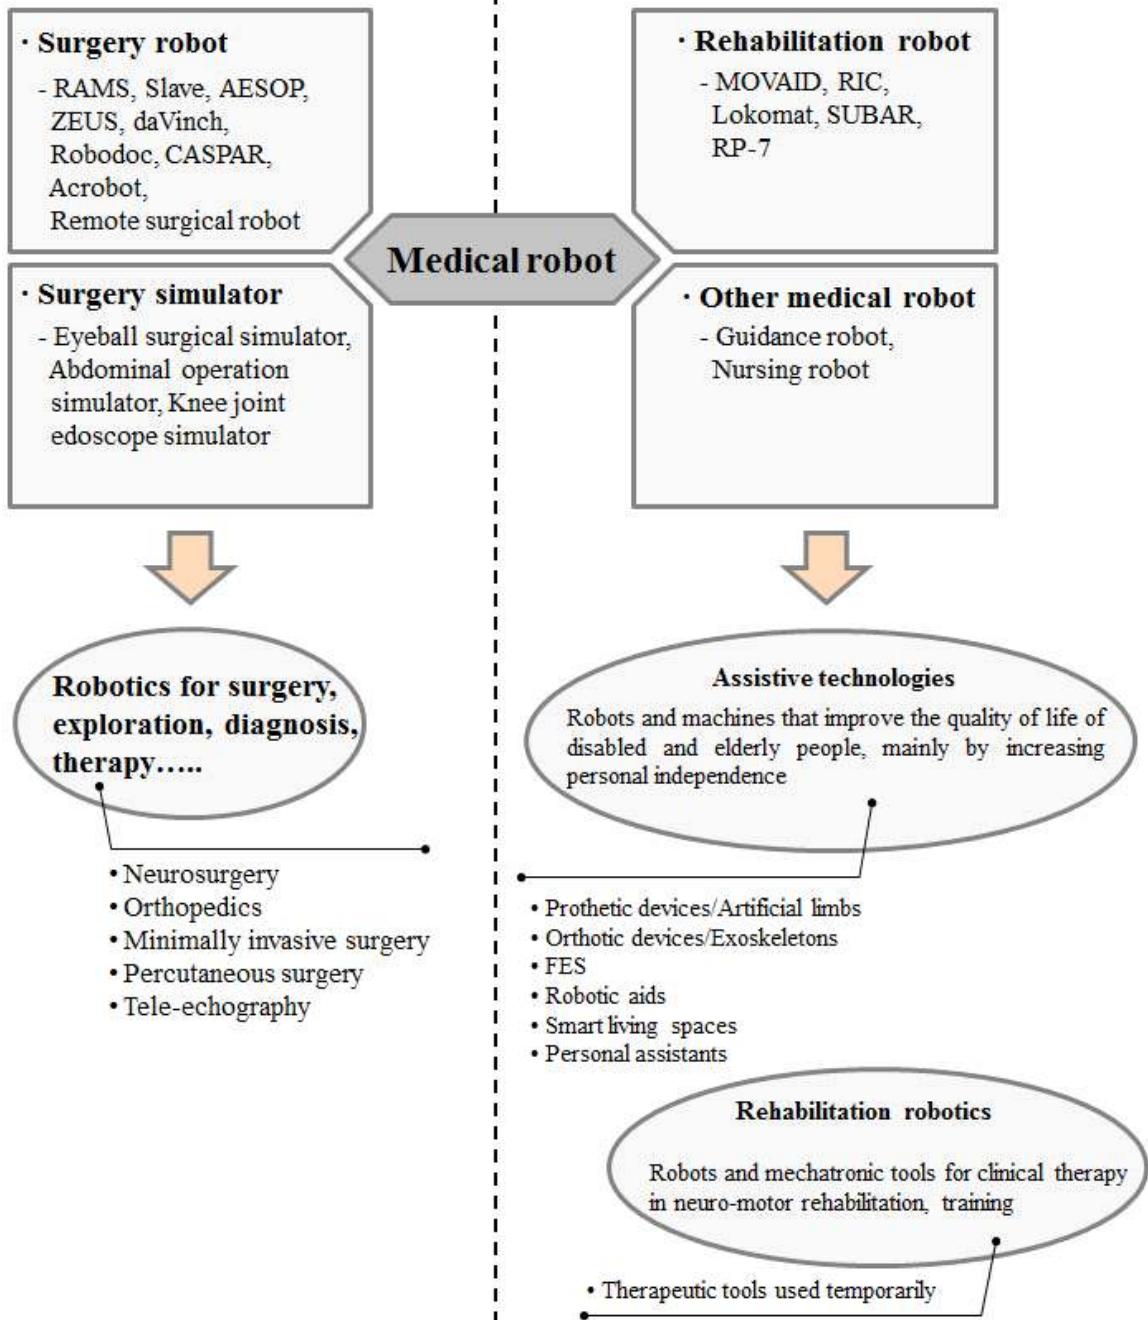 · Surgery robot
- RAMS, Slave, AESOP,
ZEUS, daVinch,
Robodoc, CASPAR,
Acrobot,
Remote surgical robot
· Rehabilitation robot
- MOVAID, RIC,
Lokomat, SUBAR,
RP-7
Medical robot
· Surgery simulator
- Eyeball surgical simulator,
Abdominal operation
simulator, Knee joint
edoscope simulator
· Other medical robot
- Guidance robot,
Nursing robot
Robotics for surgery,
exploration, diagnosis,
therapy.....
• Neurosurgery
• Orthopedics
• Minimally invasive surgery
• Percutaneous surgery
• Tele-echography
Assistive technologies
Robots and machines that improve the quality of life of
disabled and elderly people, mainly by increasing
personal independence
• Prothetic devices/Artificial limbs
• Orthotic devices/Exoskeletons
• FES
• Robotic aids
• Smart living spaces
• Personal assistants
Rehabilitation robotics
Robots and mechatronic tools for clinical therapy
in neuro-motor rehabilitation, training
• Therapeutic tools used temporarily